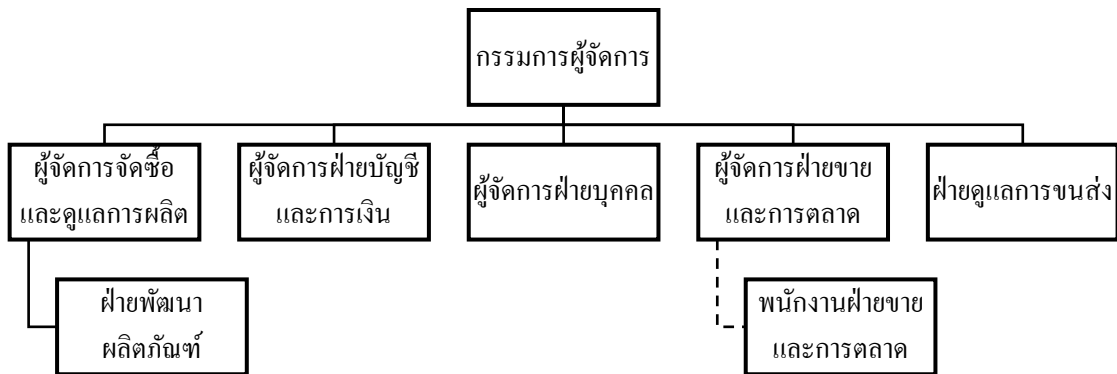 กรรมการผู้จัดการ
ผู้จัดการจัดซื้อ
และดูแลการผลิต
ผู้จัดการฝ่ายบัญชี
และการเงิน
ผู้จัดการฝ่ายบุคคล
ผู้จัดการฝ่ายขาย
และการตลาด
ฝ่ายดูแลการขนส่ง
ฝ่ายพัฒนา
ผลิตภัณฑ์
พนักงานฝ่ายขาย
และการตลาด